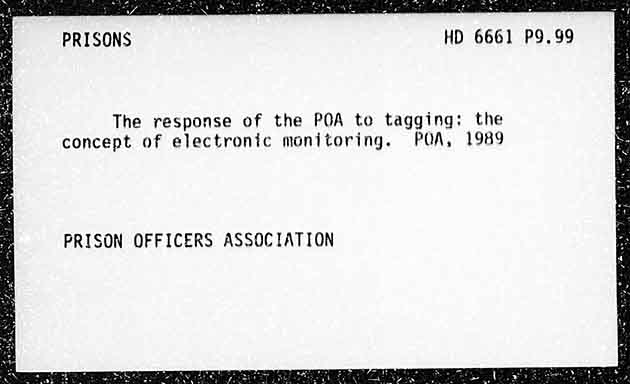 PRISONS HD 6661 P9.99
The response of the POA to tagging: the
concept of electronic monitoring. POA, 1989
PRISON OFFICERS ASSOCIATION